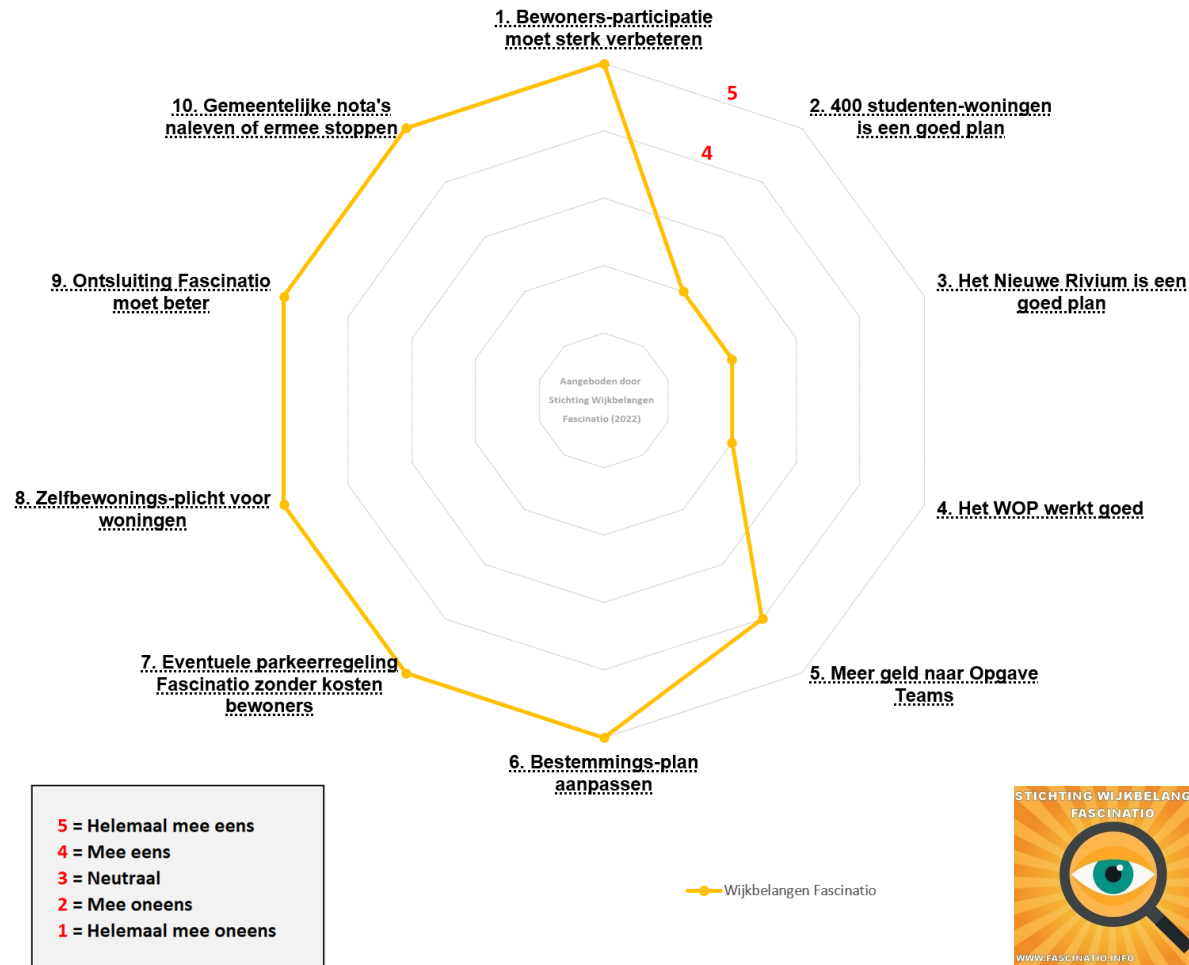 1. Bewoners-participatie
moet sterk verbeteren
5
4
2. 400 studenten-woningen
is een goed plan
3. Het Nieuwe Rivium is een
goed plan
4. Het WOP werkt goed
5. Meer geld naar Opgave
Teams
6. Bestemmings-plan
aanpassen
7. Eventuele parkeerregeling
Fascinatio zonder kosten
bewoners
8. Zelfbewonings-plicht voor
woningen
9. Ontsluiting Fascinatio
moet beter
10. Gemeentelijke nota's
naleven of ermee stoppen
Aangeboden door
Stichting Wijkbelangen
Fascinatio (2022)
5 = Helemaal mee eens
4 = Mee eens
3 = Neutraal
2 = Mee oneens
1 = Helemaal mee oneens
Wijkbelangen Fascinatio
STICHTING WIJKBELANG
FASCINATIO
WWW.FASCINATIO.INFO